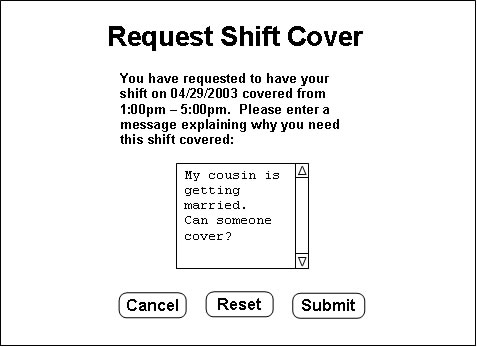 Request Shift Cover
You have requested to have your
shift on 04/29/2003 covered from
1:00pm – 5:00pm.  Please enter a
message explaining why you need
this shift covered:
My cousin is
getting
married.
Can someone
cover?
Cancel
Reset
Submit